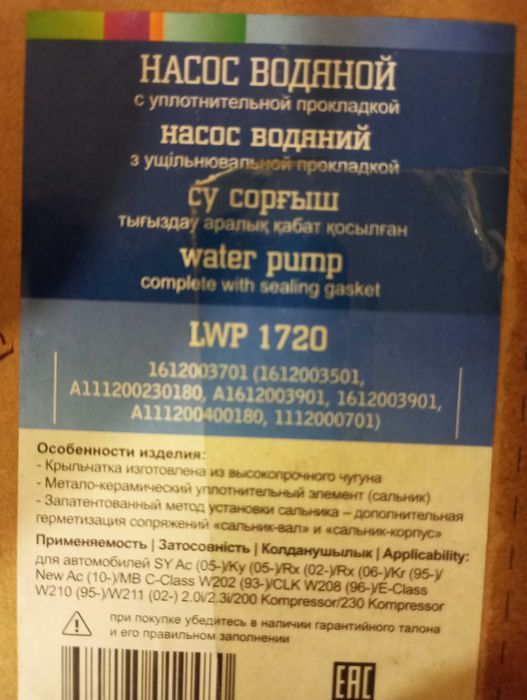 НАСОС ВОДЯНОЙ
с уплотнительной прокладкой
насос водяний
з ущільнювальной прокладкой
су сорғыш
тығыздау аралық қабат қосылған
water pump
complete with sealing gasket
LWP 1720
1612003701 (1612003501,
A111200230180, A1612003901, 1612003901,
A111200400180, 1112000701)
Особенности изделия:
- Крыльчатка изготовлена из высокопрочного чугуна
- Метало-керамический уплотнительный элемент (сальник)
- Запатентованный метод установки сальника – дополнительная
герметизация сопряжений «сальник-вал» и «сальник-корпус»
Применяемость | Затосовність | Колданушылык | Applicability:
для автомобилей SY Ac (05-)/Ky (05-)/Rx (02-)/Rx (06-)/Kr (95-)/
New Ac (10-)/MB C-Class W202 (93-)/CLK W208 (96-)/E-Class
W210 (95-)/W211 (02-) 2.0i/2.3i/200 Kompressor/230 Kompressor
при покупке убедитесь в наличии гарантийного талона
и его правильном заполнении
EAC